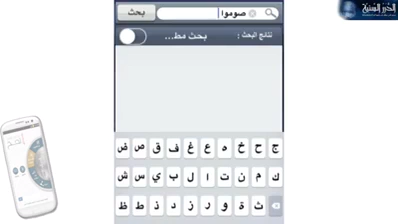 الدرر السنية
صوموا
بحث
نتائج البحث :
بحث مط...
ج ح خ ه ع غ ف ق ص ض
ك م ن ت ا ل ب ي س ش
ث ة و ر ز د ذ ط ظ